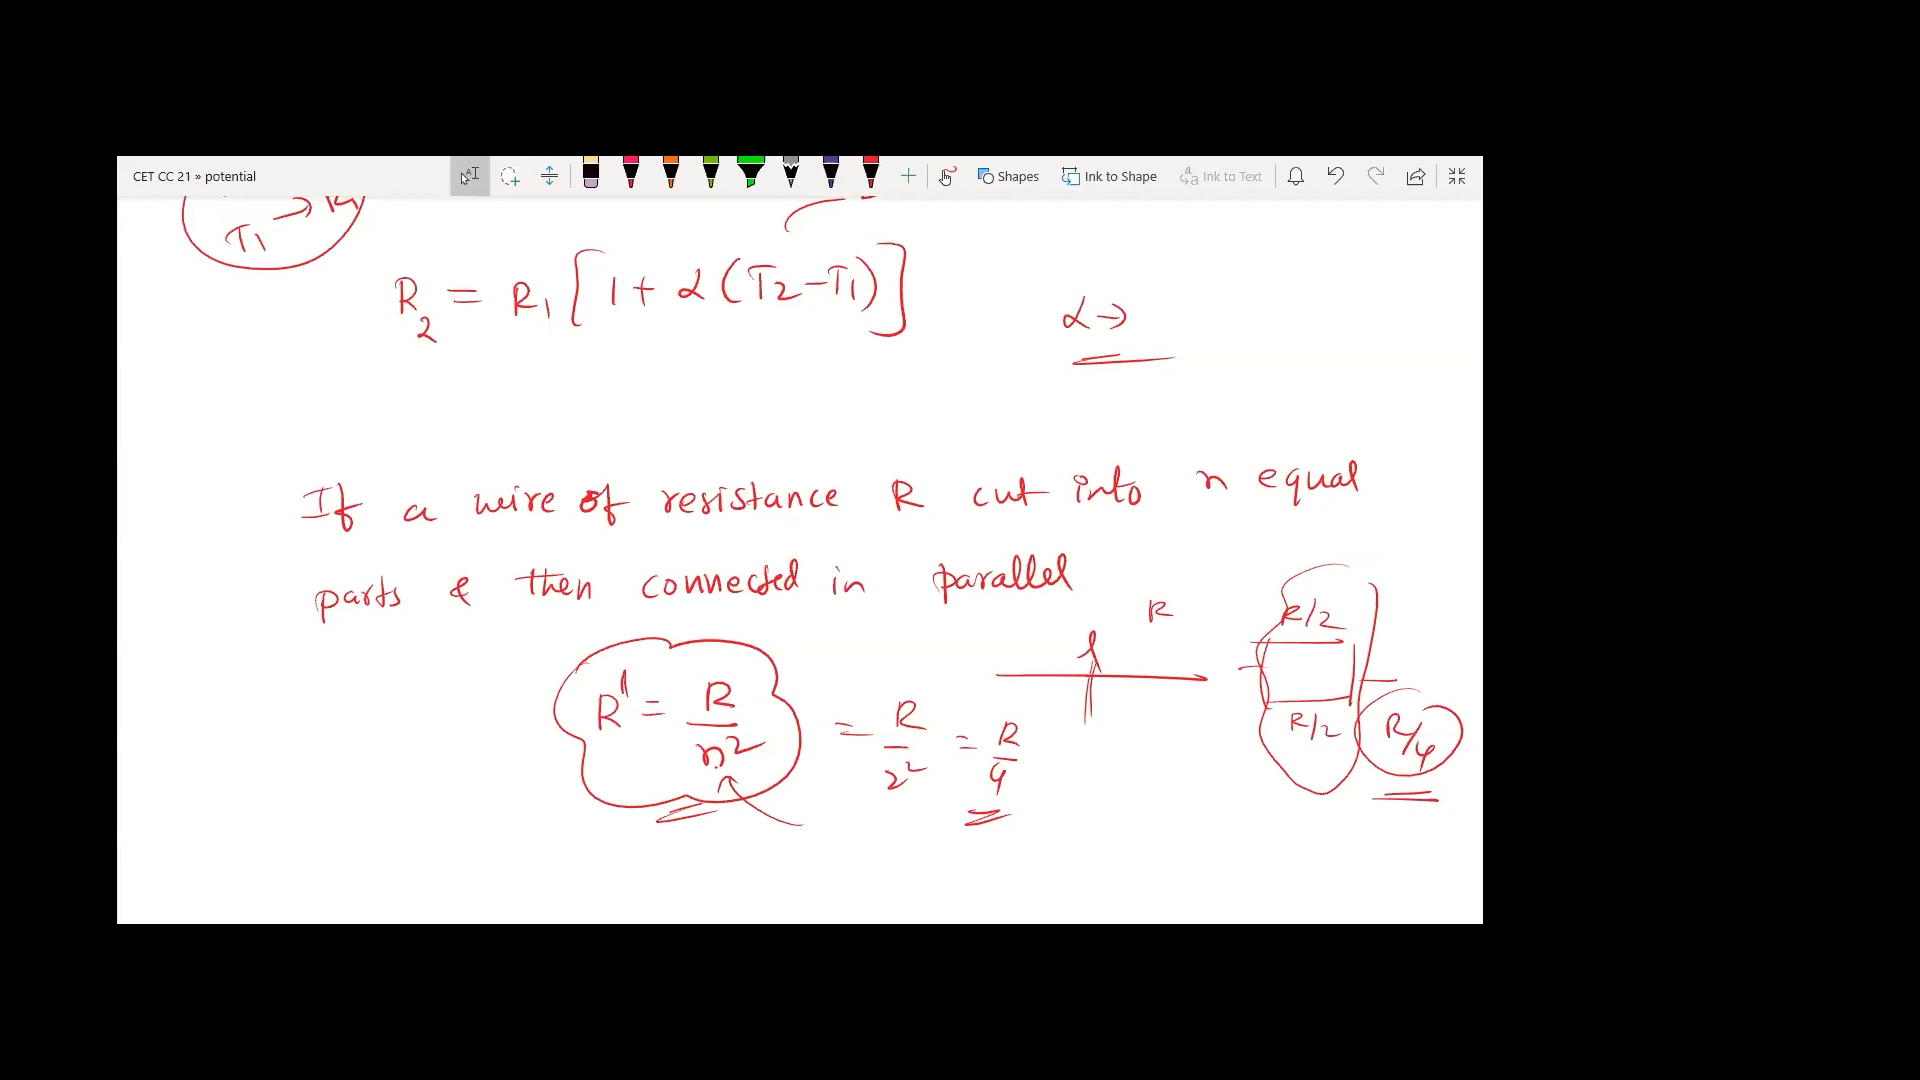 CET CC 21 » potential
Shapes
Ink to Shape
Ink to Text
T₁ →
R₂ = R₁ [1 + α (T₂ – T₁)]
α →
If a wire of resistance R cut into n equal
parts & then connected in parallel
R
R/2
R" = R/n² = R/2² = R/4
R/2
R/4